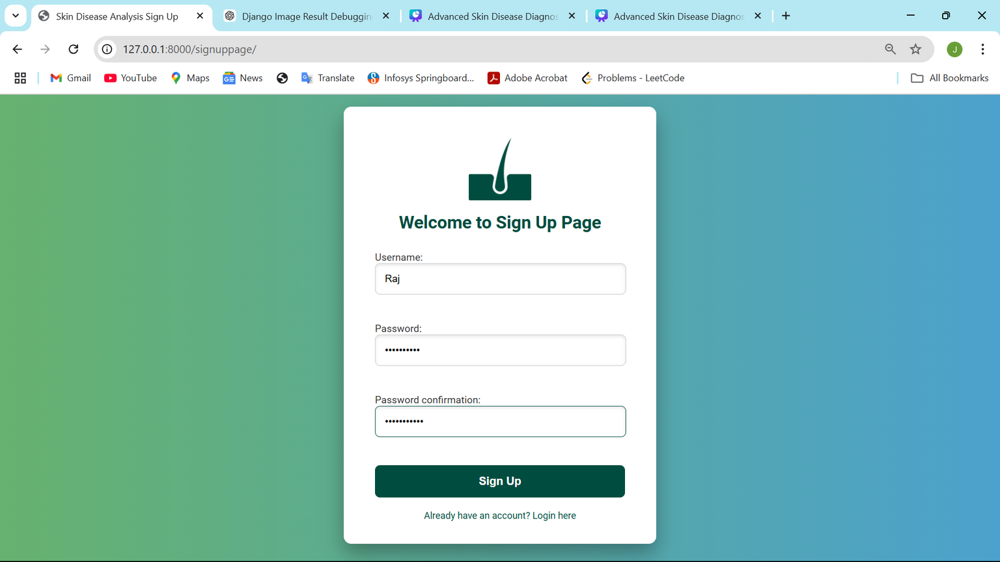 Skin Disease Analysis Sign Up
Django Image Result Debuggin
Advanced Skin Disease Diagnos
Advanced Skin Disease Diagnos
127.0.0.1:8000/signuppage/
J
Gmail
YouTube
Maps
News
Translate
Infosys Springboard...
Adobe Acrobat
Problems - LeetCode
All Bookmarks
Welcome to Sign Up Page
Username:
Raj
Password:
••••••••••
Password confirmation:
•••••••••••
Sign Up
Already have an account? Login here